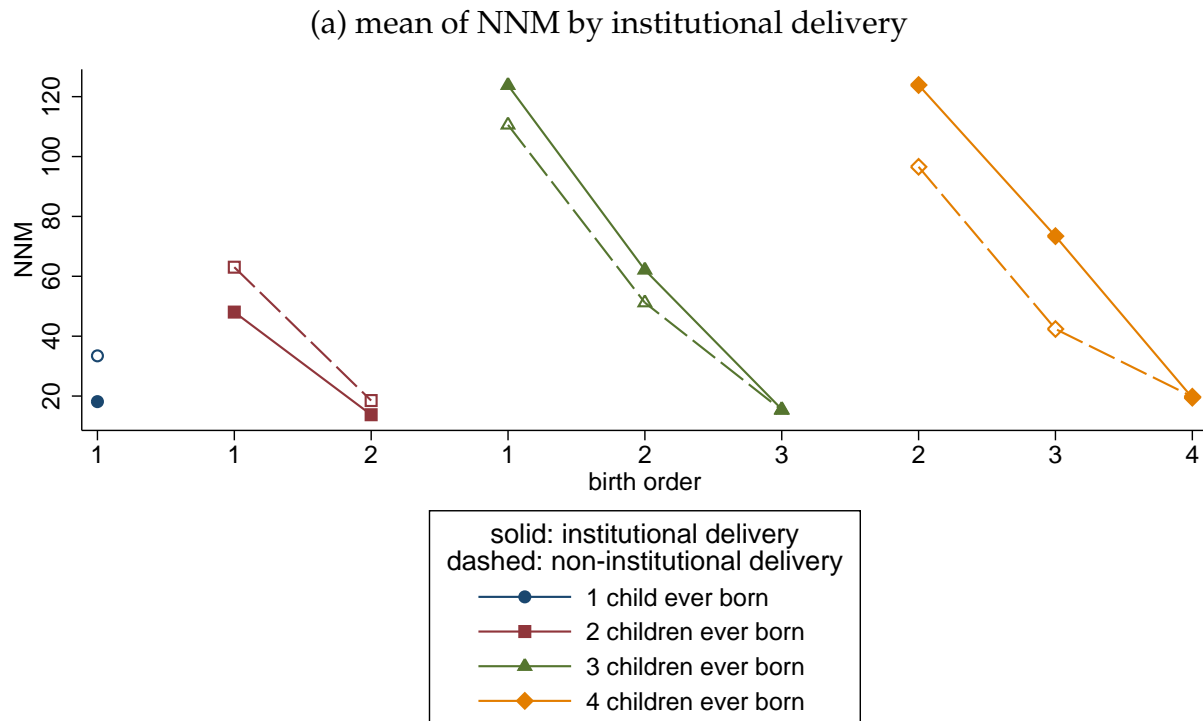 (a) mean of NNM by institutional delivery
120
100
80
60
40
20
NNM
1 1 2 1 2 3 2 3 4
birth order
solid: institutional delivery
dashed: non-institutional delivery
1 child ever born
2 children ever born
3 children ever born
4 children ever born